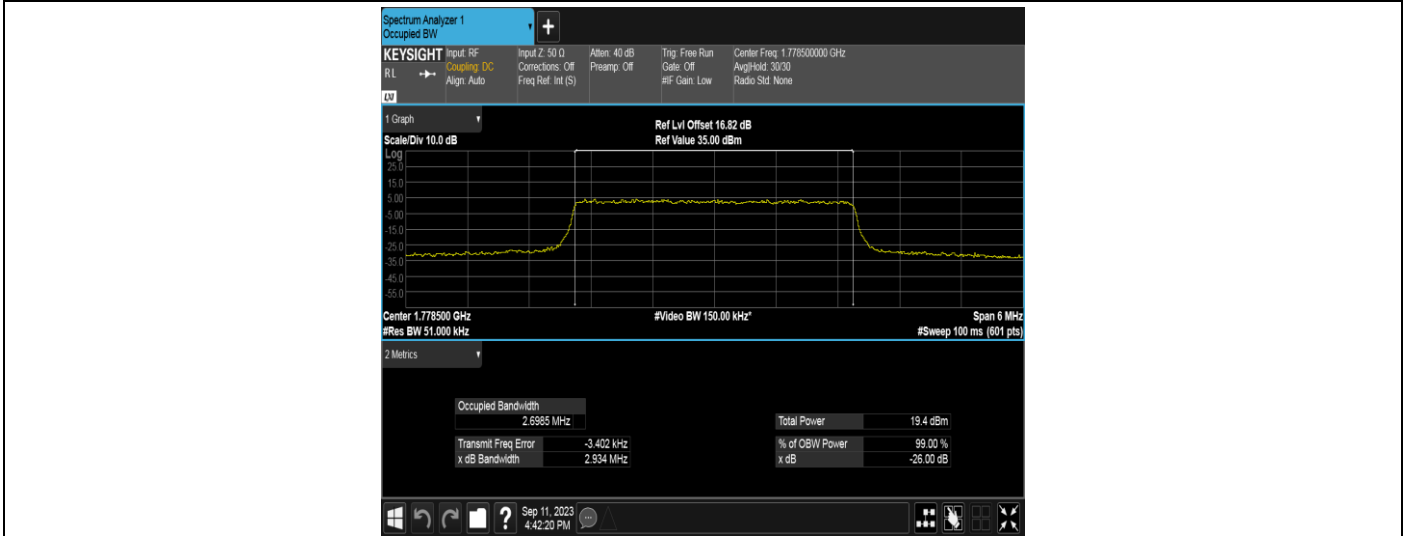 Spectrum Analyzer 1
Occupied BW
+
KEYSIGHT
RL
LXI
Input: RF
Coupling: DC
Align: Auto
Input Z: 50 Ω
Corrections: Off
Freq Ref: Int (S)
Atten: 40 dB
Preamp: Off
Trig: Free Run
Gate: Off
#IF Gain: Low
Center Freq: 1.778500000 GHz
Avg|Hold: 30/30
Radio Std: None
1 Graph
Scale/Div 10.0 dB
Ref Lvl Offset 16.82 dB
Ref Value 35.00 dBm
Log
25.0
15.0
5.00
-5.00
-15.0
-25.0
-35.0
-45.0
-55.0
Center 1.778500 GHz
#Video BW 150.00 kHz*
Span 6 MHz
#Res BW 51.000 kHz
#Sweep 100 ms (601 pts)
2 Metrics
Occupied Bandwidth
2.6985 MHz
Total Power 19.4 dBm
Transmit Freq Error -3.402 kHz
% of OBW Power 99.00 %
x dB Bandwidth 2.934 MHz
x dB -26.00 dB
?
Sep 11, 2023
4:42:20 PM